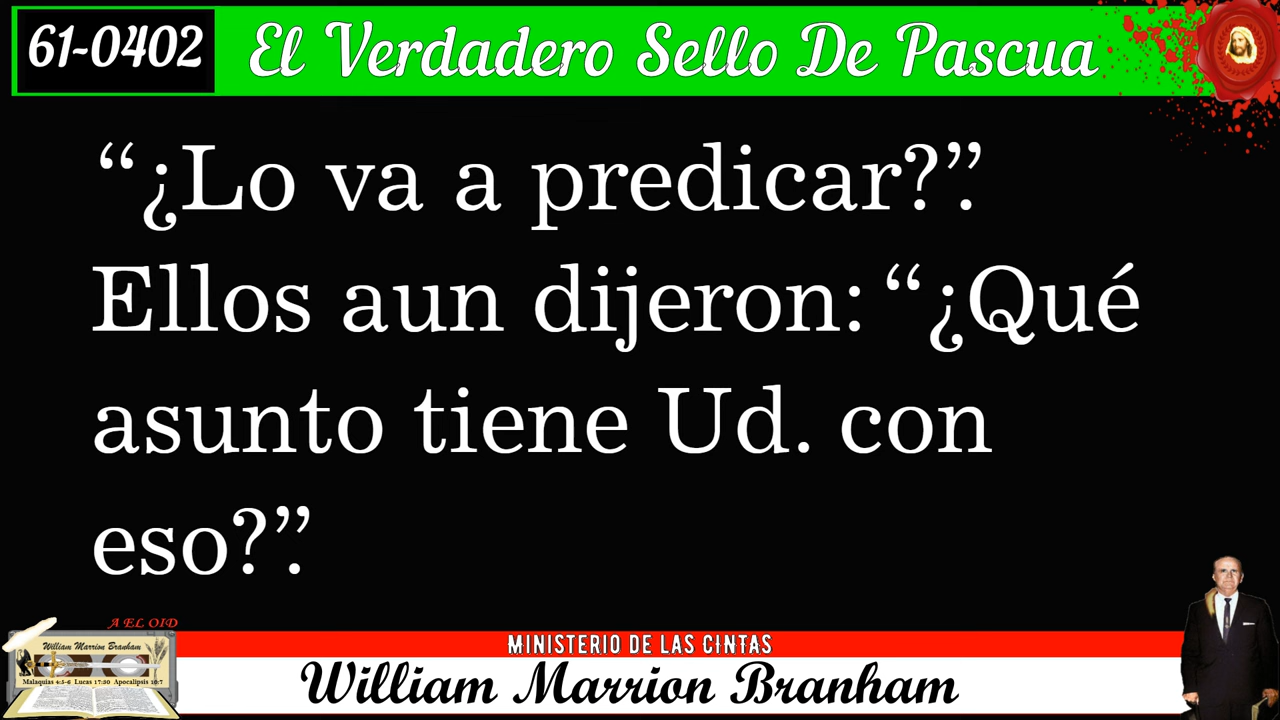 61-0402 El Verdadero Sello De Pascua
“¿Lo va a predicar?”.
Ellos aun dijeron: “¿Qué
asunto tiene Ud. con
eso?”.
A EL OID
William Marrion Branham
Malaquias 4:5-6 Lucas 17:30 Apocalipsis 10:7
MINISTERIO DE LAS CINTAS
William Marrion Branham